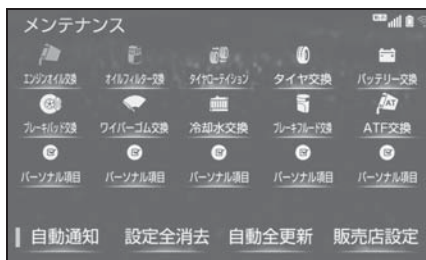 メンテナンス
エンジンオイル交換 オイルフィルター交換 タイヤローテイション タイヤ交換 バッテリー交換
ブレーキパッド交換 ワイパーゴム交換 冷却水交換 ブレーキフルード交換 ATF交換
パーソナル項目 パーソナル項目 パーソナル項目 パーソナル項目 パーソナル項目
自動通知 設定全消去 自動全更新 販売店設定